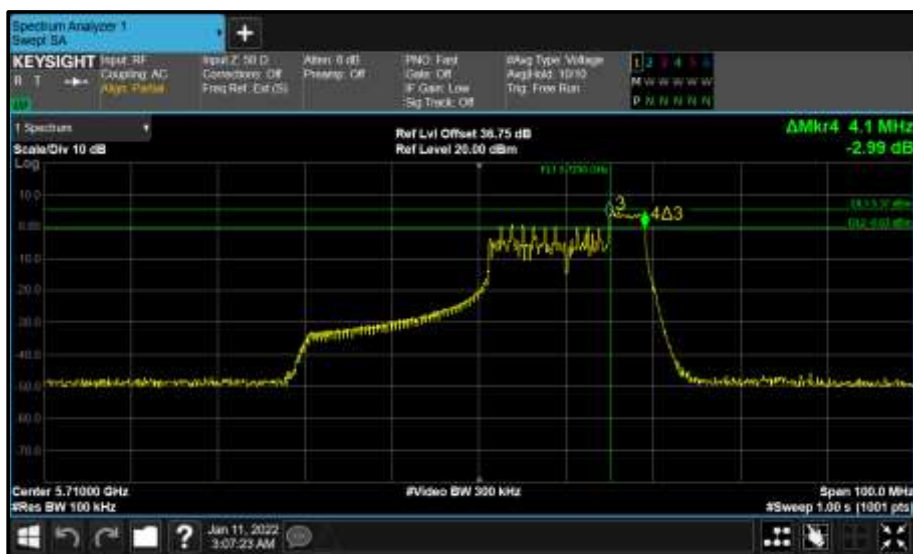 Spectrum Analyzer 1
Swept SA
KEYSIGHT
R T
Input: RF
Coupling: AC
Align: Partial
Input Z: 50 Ω
Corrections: Off
Freq Ref: Ext (S)
Atten: 6 dB
Preamp: Off
PNO: Fast
Gate: Off
IF Gain: Low
Sig Track: Off
#Avg Type: Voltage
Avg|Hold: 10/10
Trig: Free Run
1 2 3 4 5 6
M W W W W W
P N N N N N
1 Spectrum
Scale/Div 10 dB
Log
Ref Lvl Offset 36.75 dB
Ref Level 20.00 dBm
ΔMkr4 4.1 MHz
-2.99 dB
10.0
0.00
-10.0
-20.0
-30.0
-40.0
-50.0
-60.0
-70.0
3
4Δ3
Center 5.71000 GHz
#Res BW 100 kHz
#Video BW 300 kHz
Span 100.0 MHz
#Sweep 1.00 s (1001 pts)
?
Jan 11, 2022
3:07:23 AM